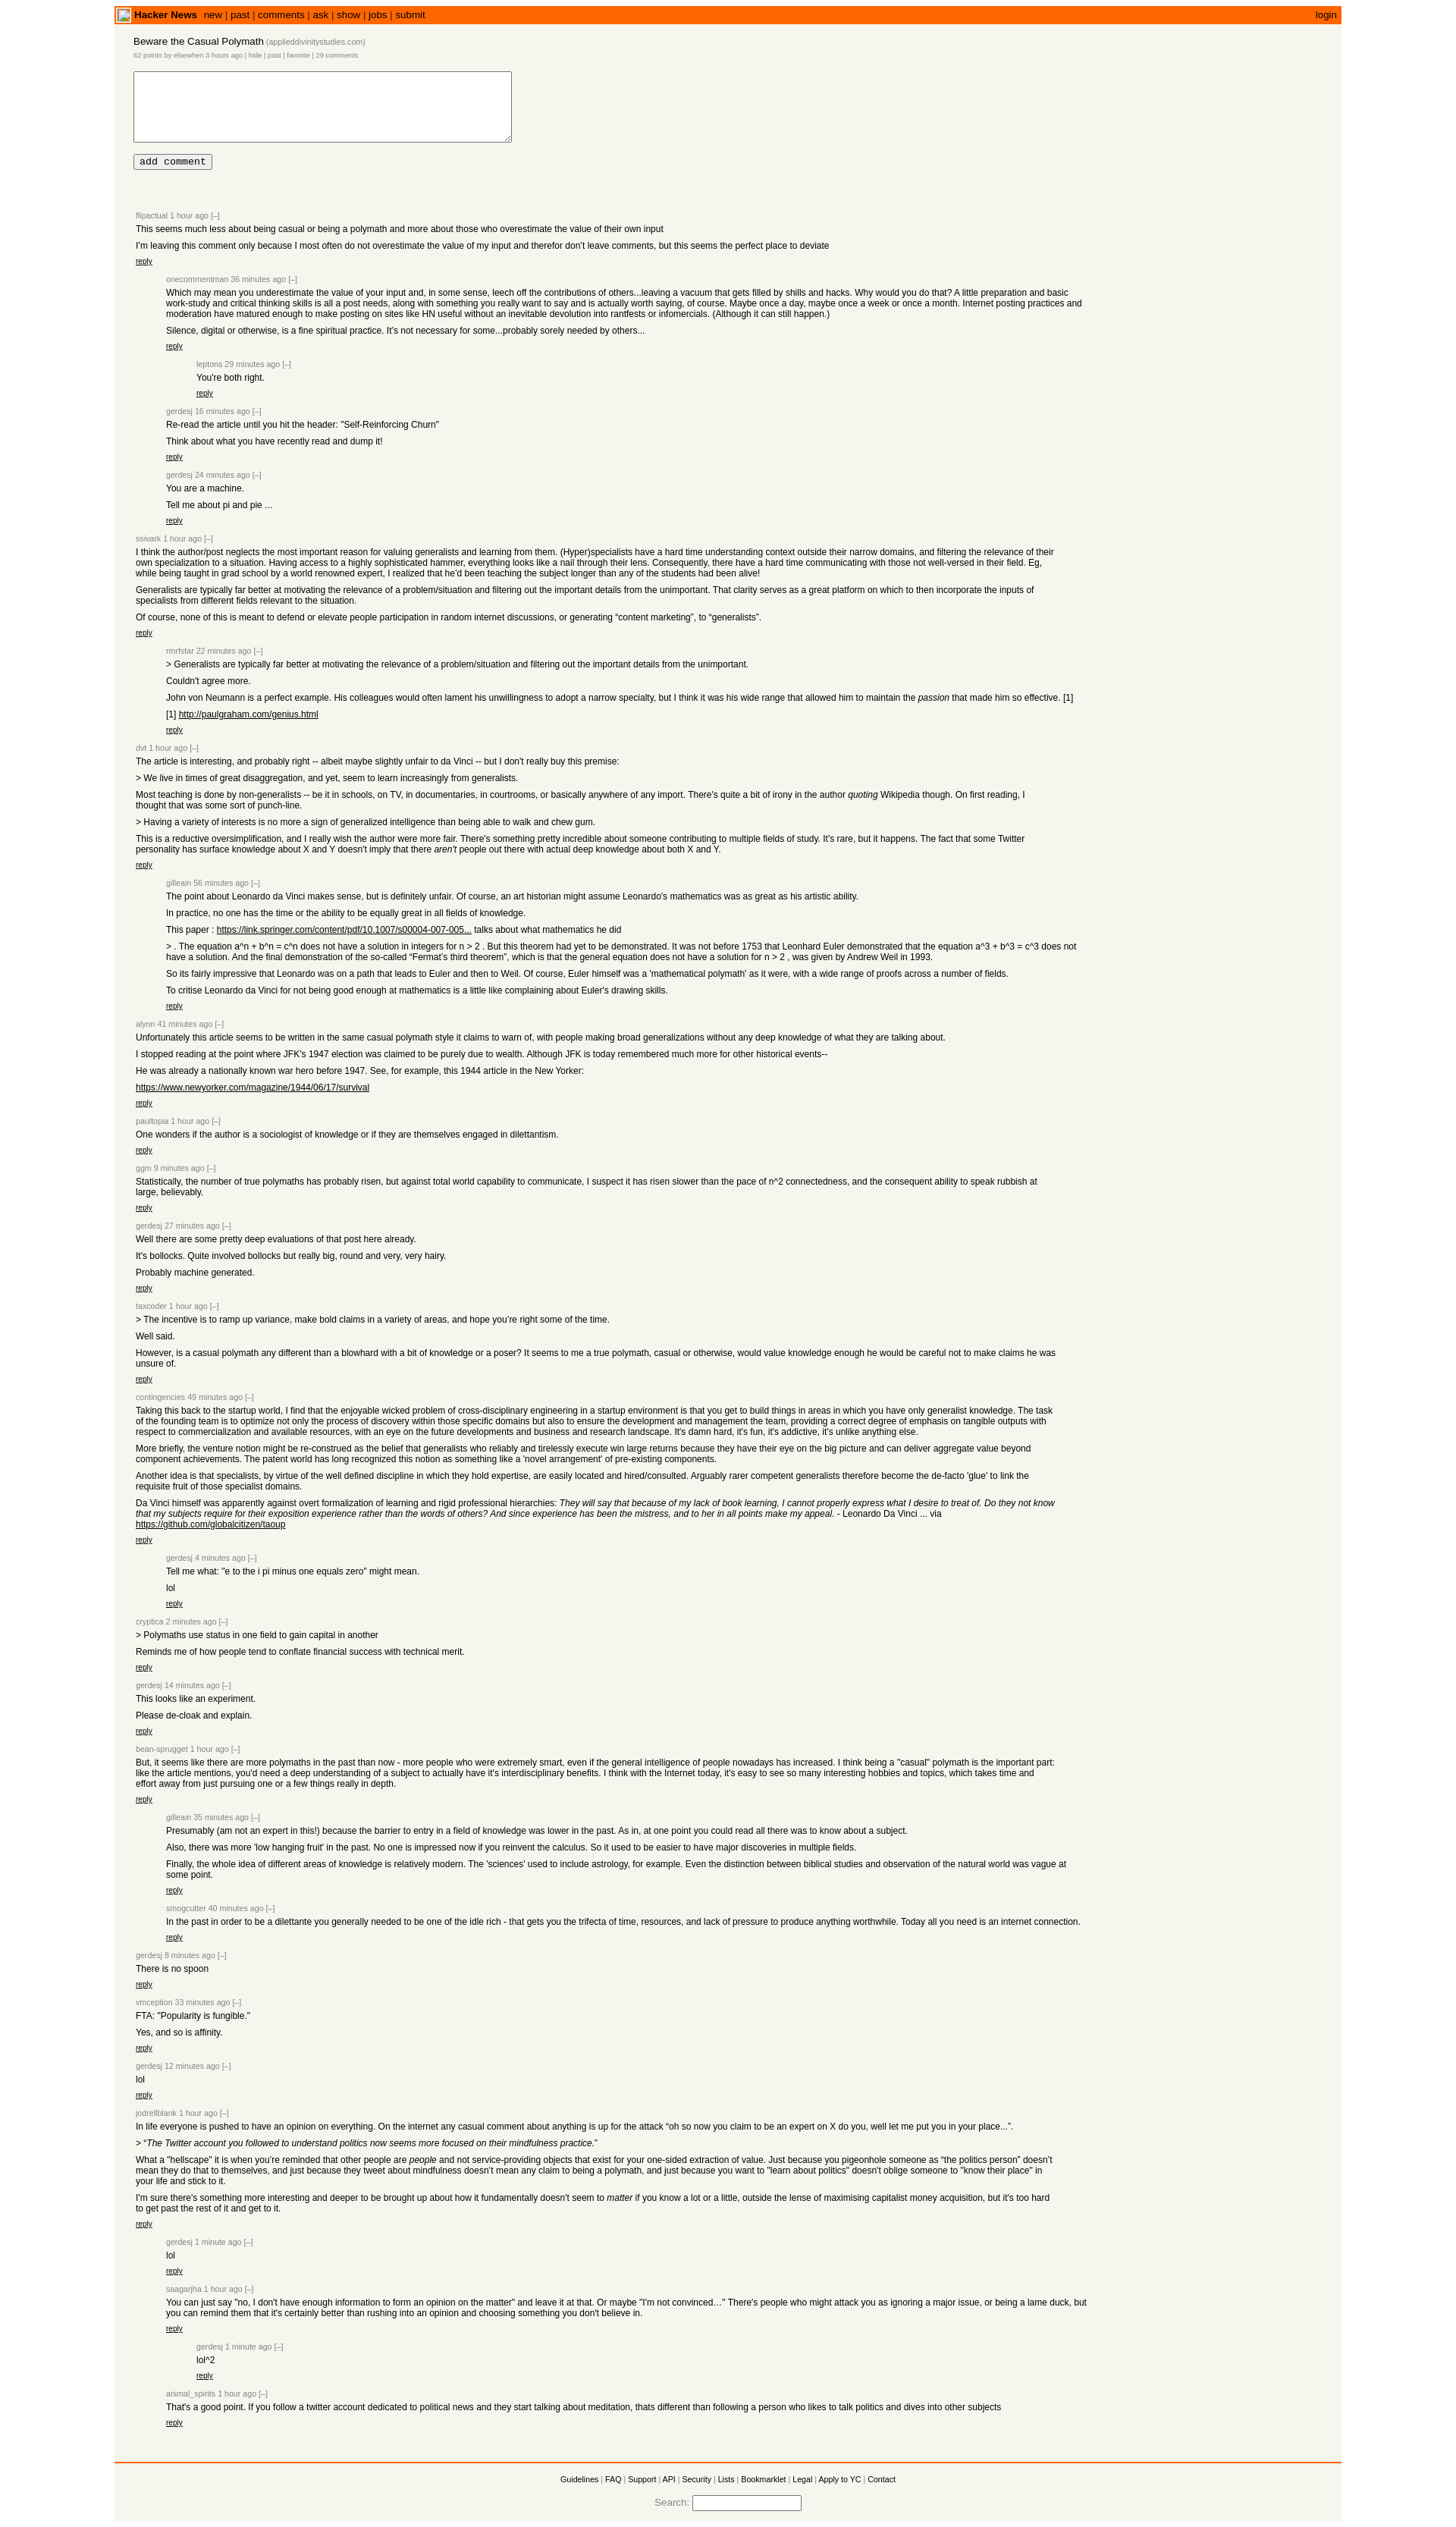 Hacker News new | past | comments | ask | show | jobs | submit login
Beware the Casual Polymath (applieddivinitystudies.com)
62 points by elsewhen 3 hours ago | hide | past | favorite | 29 comments
add comment
flipactual 1 hour ago [–]
This seems much less about being casual or being a polymath and more about those who overestimate the value of their own input
I’m leaving this comment only because I most often do not overestimate the value of my input and therefor don’t leave comments, but this seems the perfect place to deviate
reply
onecommentman 36 minutes ago [–]
Which may mean you underestimate the value of your input and, in some sense, leech off the contributions of others...leaving a vacuum that gets filled by shills and hacks. Why would you do that? A little preparation and basic
work-study and critical thinking skills is all a post needs, along with something you really want to say and is actually worth saying, of course. Maybe once a day, maybe once a week or once a month. Internet posting practices and
moderation have matured enough to make posting on sites like HN useful without an inevitable devolution into rantfests or infomercials. (Although it can still happen.)
Silence, digital or otherwise, is a fine spiritual practice. It’s not necessary for some...probably sorely needed by others...
reply
leptons 29 minutes ago [–]
You're both right.
reply
gerdesj 16 minutes ago [–]
Re-read the article until you hit the header: "Self-Reinforcing Churn"
Think about what you have recently read and dump it!
reply
gerdesj 24 minutes ago [–]
You are a machine.
Tell me about pi and pie ...
reply
ssivark 1 hour ago [–]
I think the author/post neglects the most important reason for valuing generalists and learning from them. (Hyper)specialists have a hard time understanding context outside their narrow domains, and filtering the relevance of their
own specialization to a situation. Having access to a highly sophisticated hammer, everything looks like a nail through their lens. Consequently, there have a hard time communicating with those not well-versed in their field. Eg,
while being taught in grad school by a world renowned expert, I realized that he’d been teaching the subject longer than any of the students had been alive!
Generalists are typically far better at motivating the relevance of a problem/situation and filtering out the important details from the unimportant. That clarity serves as a great platform on which to then incorporate the inputs of
specialists from different fields relevant to the situation.
Of course, none of this is meant to defend or elevate people participation in random internet discussions, or generating “content marketing”, to “generalists”.
reply
rmrfstar 22 minutes ago [–]
> Generalists are typically far better at motivating the relevance of a problem/situation and filtering out the important details from the unimportant.
Couldn't agree more.
John von Neumann is a perfect example. His colleagues would often lament his unwillingness to adopt a narrow specialty, but I think it was his wide range that allowed him to maintain the passion that made him so effective. [1]
[1] http://paulgraham.com/genius.html
reply
dvt 1 hour ago [–]
The article is interesting, and probably right -- albeit maybe slightly unfair to da Vinci -- but I don't really buy this premise:
> We live in times of great disaggregation, and yet, seem to learn increasingly from generalists.
Most teaching is done by non-generalists -- be it in schools, on TV, in documentaries, in courtrooms, or basically anywhere of any import. There's quite a bit of irony in the author quoting Wikipedia though. On first reading, I
thought that was some sort of punch-line.
> Having a variety of interests is no more a sign of generalized intelligence than being able to walk and chew gum.
This is a reductive oversimplification, and I really wish the author were more fair. There's something pretty incredible about someone contributing to multiple fields of study. It's rare, but it happens. The fact that some Twitter
personality has surface knowledge about X and Y doesn't imply that there aren't people out there with actual deep knowledge about both X and Y.
reply
gilleain 56 minutes ago [–]
The point about Leonardo da Vinci makes sense, but is definitely unfair. Of course, an art historian might assume Leonardo's mathematics was as great as his artistic ability.
In practice, no one has the time or the ability to be equally great in all fields of knowledge.
This paper : https://link.springer.com/content/pdf/10.1007/s00004-007-005... talks about what mathematics he did
> . The equation a^n + b^n = c^n does not have a solution in integers for n > 2 . But this theorem had yet to be demonstrated. It was not before 1753 that Leonhard Euler demonstrated that the equation a^3 + b^3 = c^3 does not
have a solution. And the final demonstration of the so-called “Fermat’s third theorem”, which is that the general equation does not have a solution for n > 2 , was given by Andrew Weil in 1993.
So its fairly impressive that Leonardo was on a path that leads to Euler and then to Weil. Of course, Euler himself was a 'mathematical polymath' as it were, with a wide range of proofs across a number of fields.
To critise Leonardo da Vinci for not being good enough at mathematics is a little like complaining about Euler's drawing skills.
reply
alynn 41 minutes ago [–]
Unfortunately this article seems to be written in the same casual polymath style it claims to warn of, with people making broad generalizations without any deep knowledge of what they are talking about.
I stopped reading at the point where JFK’s 1947 election was claimed to be purely due to wealth. Although JFK is today remembered much more for other historical events--
He was already a nationally known war hero before 1947. See, for example, this 1944 article in the New Yorker:
https://www.newyorker.com/magazine/1944/06/17/survival
reply
paultopia 1 hour ago [–]
One wonders if the author is a sociologist of knowledge or if they are themselves engaged in dilettantism.
reply
ggm 9 minutes ago [–]
Statistically, the number of true polymaths has probably risen, but against total world capability to communicate, I suspect it has risen slower than the pace of n^2 connectedness, and the consequent ability to speak rubbish at
large, believably.
reply
gerdesj 27 minutes ago [–]
Well there are some pretty deep evaluations of that post here already.
It's bollocks. Quite involved bollocks but really big, round and very, very hairy.
Probably machine generated.
reply
taxcoder 1 hour ago [–]
> The incentive is to ramp up variance, make bold claims in a variety of areas, and hope you’re right some of the time.
Well said.
However, is a casual polymath any different than a blowhard with a bit of knowledge or a poser? It seems to me a true polymath, casual or otherwise, would value knowledge enough he would be careful not to make claims he was
unsure of.
reply
contingencies 49 minutes ago [–]
Taking this back to the startup world, I find that the enjoyable wicked problem of cross-disciplinary engineering in a startup environment is that you get to build things in areas in which you have only generalist knowledge. The task
of the founding team is to optimize not only the process of discovery within those specific domains but also to ensure the development and management the team, providing a correct degree of emphasis on tangible outputs with
respect to commercialization and available resources, with an eye on the future developments and business and research landscape. It's damn hard, it's fun, it's addictive, it's unlike anything else.
More briefly, the venture notion might be re-construed as the belief that generalists who reliably and tirelessly execute win large returns because they have their eye on the big picture and can deliver aggregate value beyond
component achievements. The patent world has long recognized this notion as something like a 'novel arrangement' of pre-existing components.
Another idea is that specialists, by virtue of the well defined discipline in which they hold expertise, are easily located and hired/consulted. Arguably rarer competent generalists therefore become the de-facto 'glue' to link the
requisite fruit of those specialist domains.
Da Vinci himself was apparently against overt formalization of learning and rigid professional hierarchies: They will say that because of my lack of book learning, I cannot properly express what I desire to treat of. Do they not know
that my subjects require for their exposition experience rather than the words of others? And since experience has been the mistress, and to her in all points make my appeal. - Leonardo Da Vinci ... via
https://github.com/globalcitizen/taoup
reply
gerdesj 4 minutes ago [–]
Tell me what: "e to the i pi minus one equals zero" might mean.
lol
reply
cryptica 2 minutes ago [–]
> Polymaths use status in one field to gain capital in another
Reminds me of how people tend to conflate financial success with technical merit.
reply
gerdesj 14 minutes ago [–]
This looks like an experiment.
Please de-cloak and explain.
reply
bean-sprugget 1 hour ago [–]
But, it seems like there are more polymaths in the past than now - more people who were extremely smart, even if the general intelligence of people nowadays has increased. I think being a "casual" polymath is the important part:
like the article mentions, you'd need a deep understanding of a subject to actually have it's interdisciplinary benefits. I think with the Internet today, it's easy to see so many interesting hobbies and topics, which takes time and
effort away from just pursuing one or a few things really in depth.
reply
gilleain 35 minutes ago [–]
Presumably (am not an expert in this!) because the barrier to entry in a field of knowledge was lower in the past. As in, at one point you could read all there was to know about a subject.
Also, there was more 'low hanging fruit' in the past. No one is impressed now if you reinvent the calculus. So it used to be easier to have major discoveries in multiple fields.
Finally, the whole idea of different areas of knowledge is relatively modern. The 'sciences' used to include astrology, for example. Even the distinction between biblical studies and observation of the natural world was vague at
some point.
reply
smogcutter 40 minutes ago [–]
In the past in order to be a dilettante you generally needed to be one of the idle rich - that gets you the trifecta of time, resources, and lack of pressure to produce anything worthwhile. Today all you need is an internet connection.
reply
gerdesj 8 minutes ago [–]
There is no spoon
reply
vmception 33 minutes ago [–]
FTA: "Popularity is fungible."
Yes, and so is affinity.
reply
gerdesj 12 minutes ago [–]
lol
reply
jodrellblank 1 hour ago [–]
In life everyone is pushed to have an opinion on everything. On the internet any casual comment about anything is up for the attack “oh so now you claim to be an expert on X do you, well let me put you in your place...”.
> “The Twitter account you followed to understand politics now seems more focused on their mindfulness practice.”
What a "hellscape" it is when you’re reminded that other people are people and not service-providing objects that exist for your one-sided extraction of value. Just because you pigeonhole someone as “the politics person” doesn’t
mean they do that to themselves, and just because they tweet about mindfulness doesn’t mean any claim to being a polymath, and just because you want to "learn about politics" doesn't oblige someone to "know their place" in
your life and stick to it.
I'm sure there's something more interesting and deeper to be brought up about how it fundamentally doesn't seem to matter if you know a lot or a little, outside the lense of maximising capitalist money acquisition, but it's too hard
to get past the rest of it and get to it.
reply
gerdesj 1 minute ago [–]
lol
reply
saagarjha 1 hour ago [–]
You can just say "no, I don't have enough information to form an opinion on the matter" and leave it at that. Or maybe "I'm not convinced…" There's people who might attack you as ignoring a major issue, or being a lame duck, but
you can remind them that it's certainly better than rushing into an opinion and choosing something you don't believe in.
reply
gerdesj 1 minute ago [–]
lol^2
reply
animal_spirits 1 hour ago [–]
That's a good point. If you follow a twitter account dedicated to political news and they start talking about meditation, thats different than following a person who likes to talk politics and dives into other subjects
reply
Guidelines | FAQ | Support | API | Security | Lists | Bookmarklet | Legal | Apply to YC | Contact
Search: